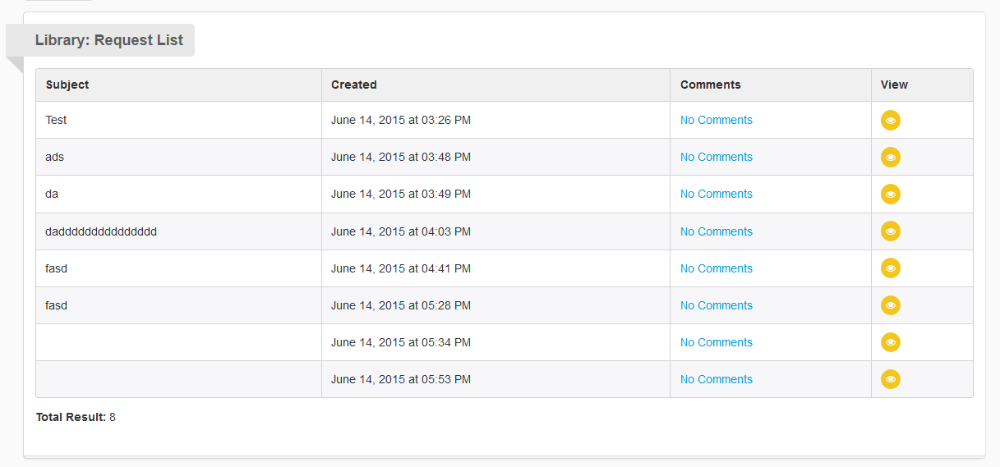 Library: Request List
Subject Created Comments View
Test June 14, 2015 at 03:26 PM No Comments
ads June 14, 2015 at 03:48 PM No Comments
da June 14, 2015 at 03:49 PM No Comments
dadddddddddddddd June 14, 2015 at 04:03 PM No Comments
fasd June 14, 2015 at 04:41 PM No Comments
fasd June 14, 2015 at 05:28 PM No Comments
June 14, 2015 at 05:34 PM No Comments
June 14, 2015 at 05:53 PM No Comments
Total Result: 8